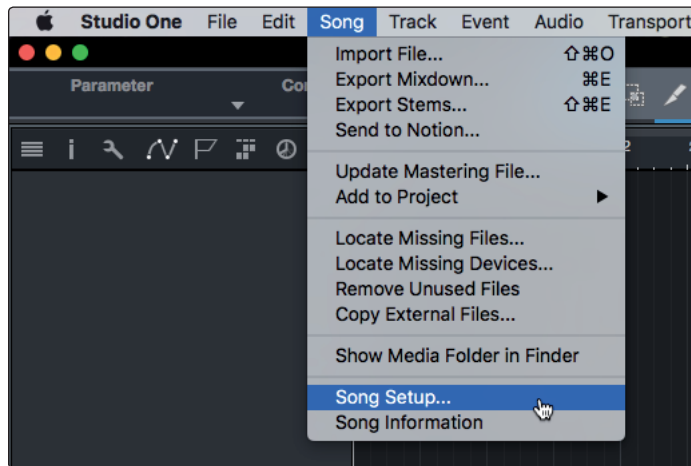 Studio One File Edit Song Track Event Audio Transport
Parameter
Import File... ⇧⌘O
Export Mixdown... ⌘E
Export Stems... ⇧⌘E
Send to Notion...
Update Mastering File...
Add to Project ▶
Locate Missing Files...
Locate Missing Devices...
Remove Unused Files
Copy External Files...
Show Media Folder in Finder
Song Setup...
Song Information